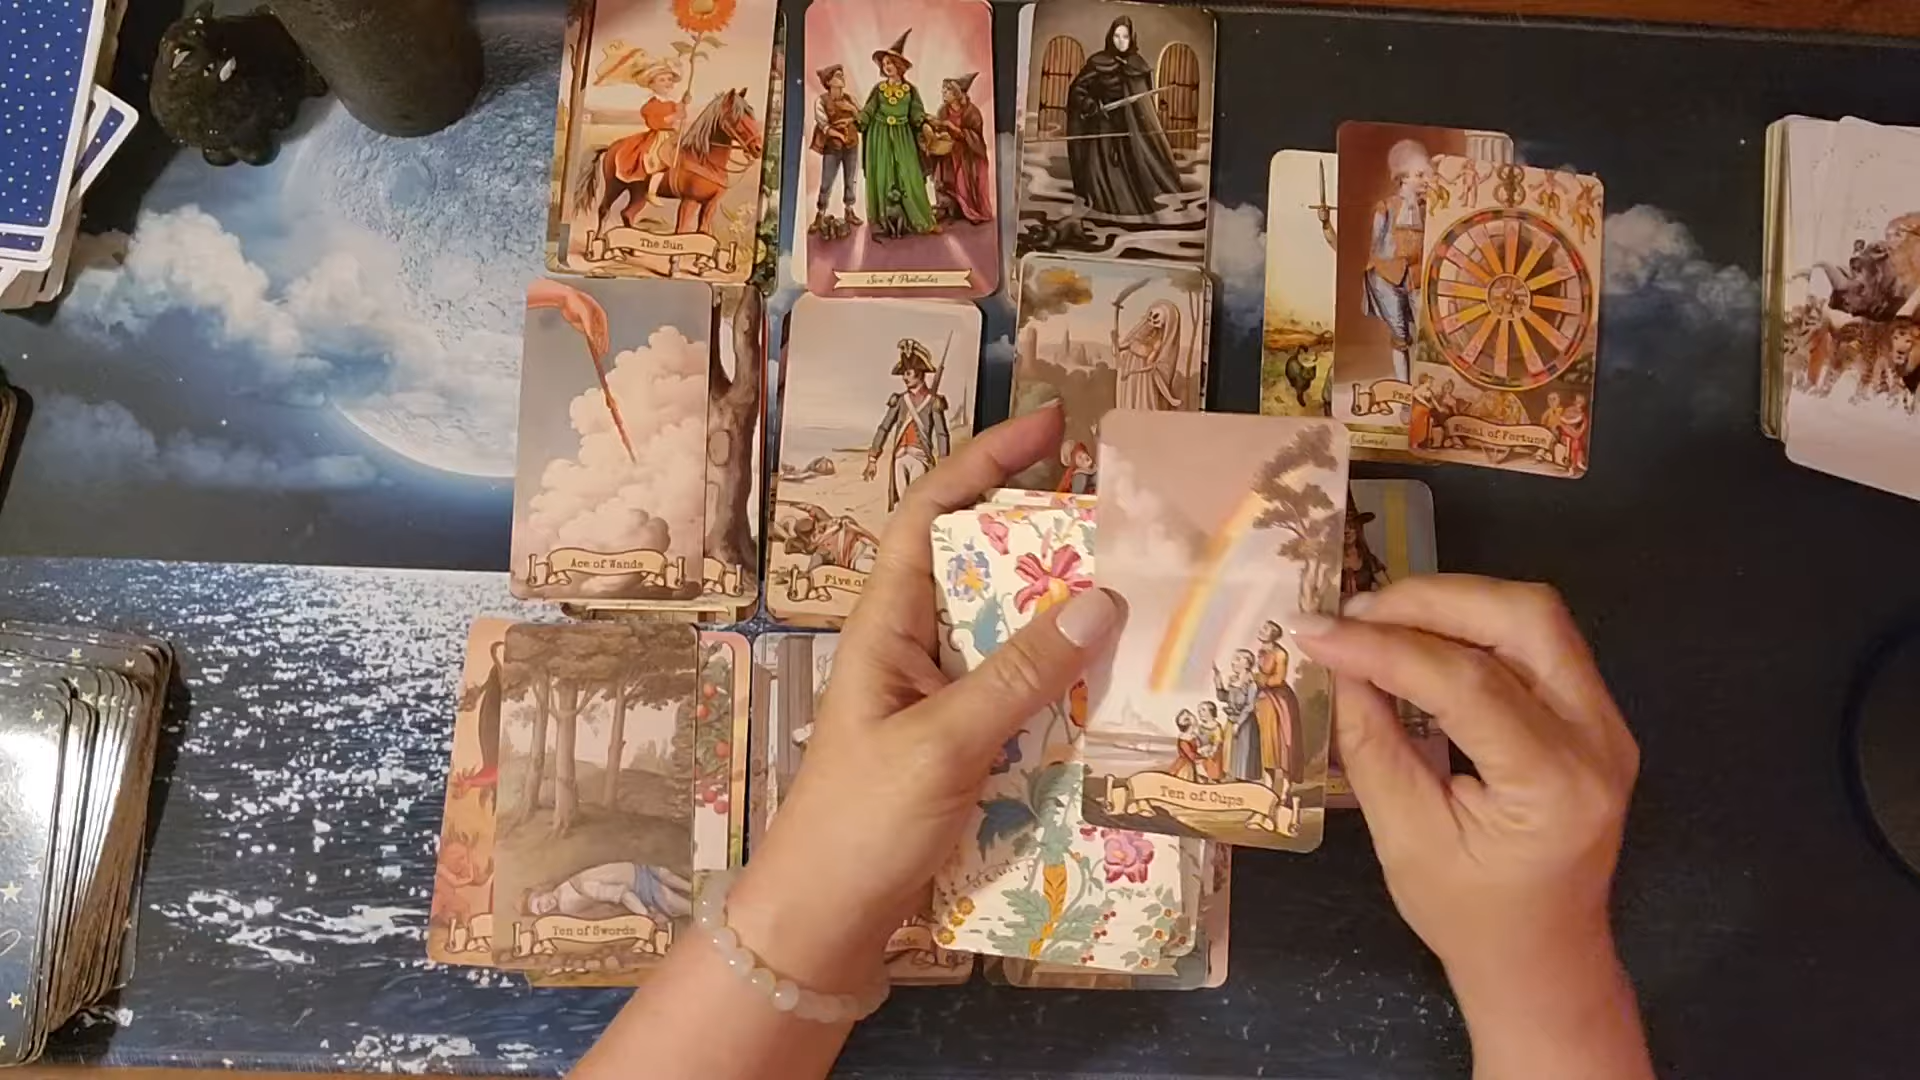 The Sun
Six of Pentacles
Wheel of Fortune
Ace of Wands
Five of
Ten of Cups
Ten of Swords